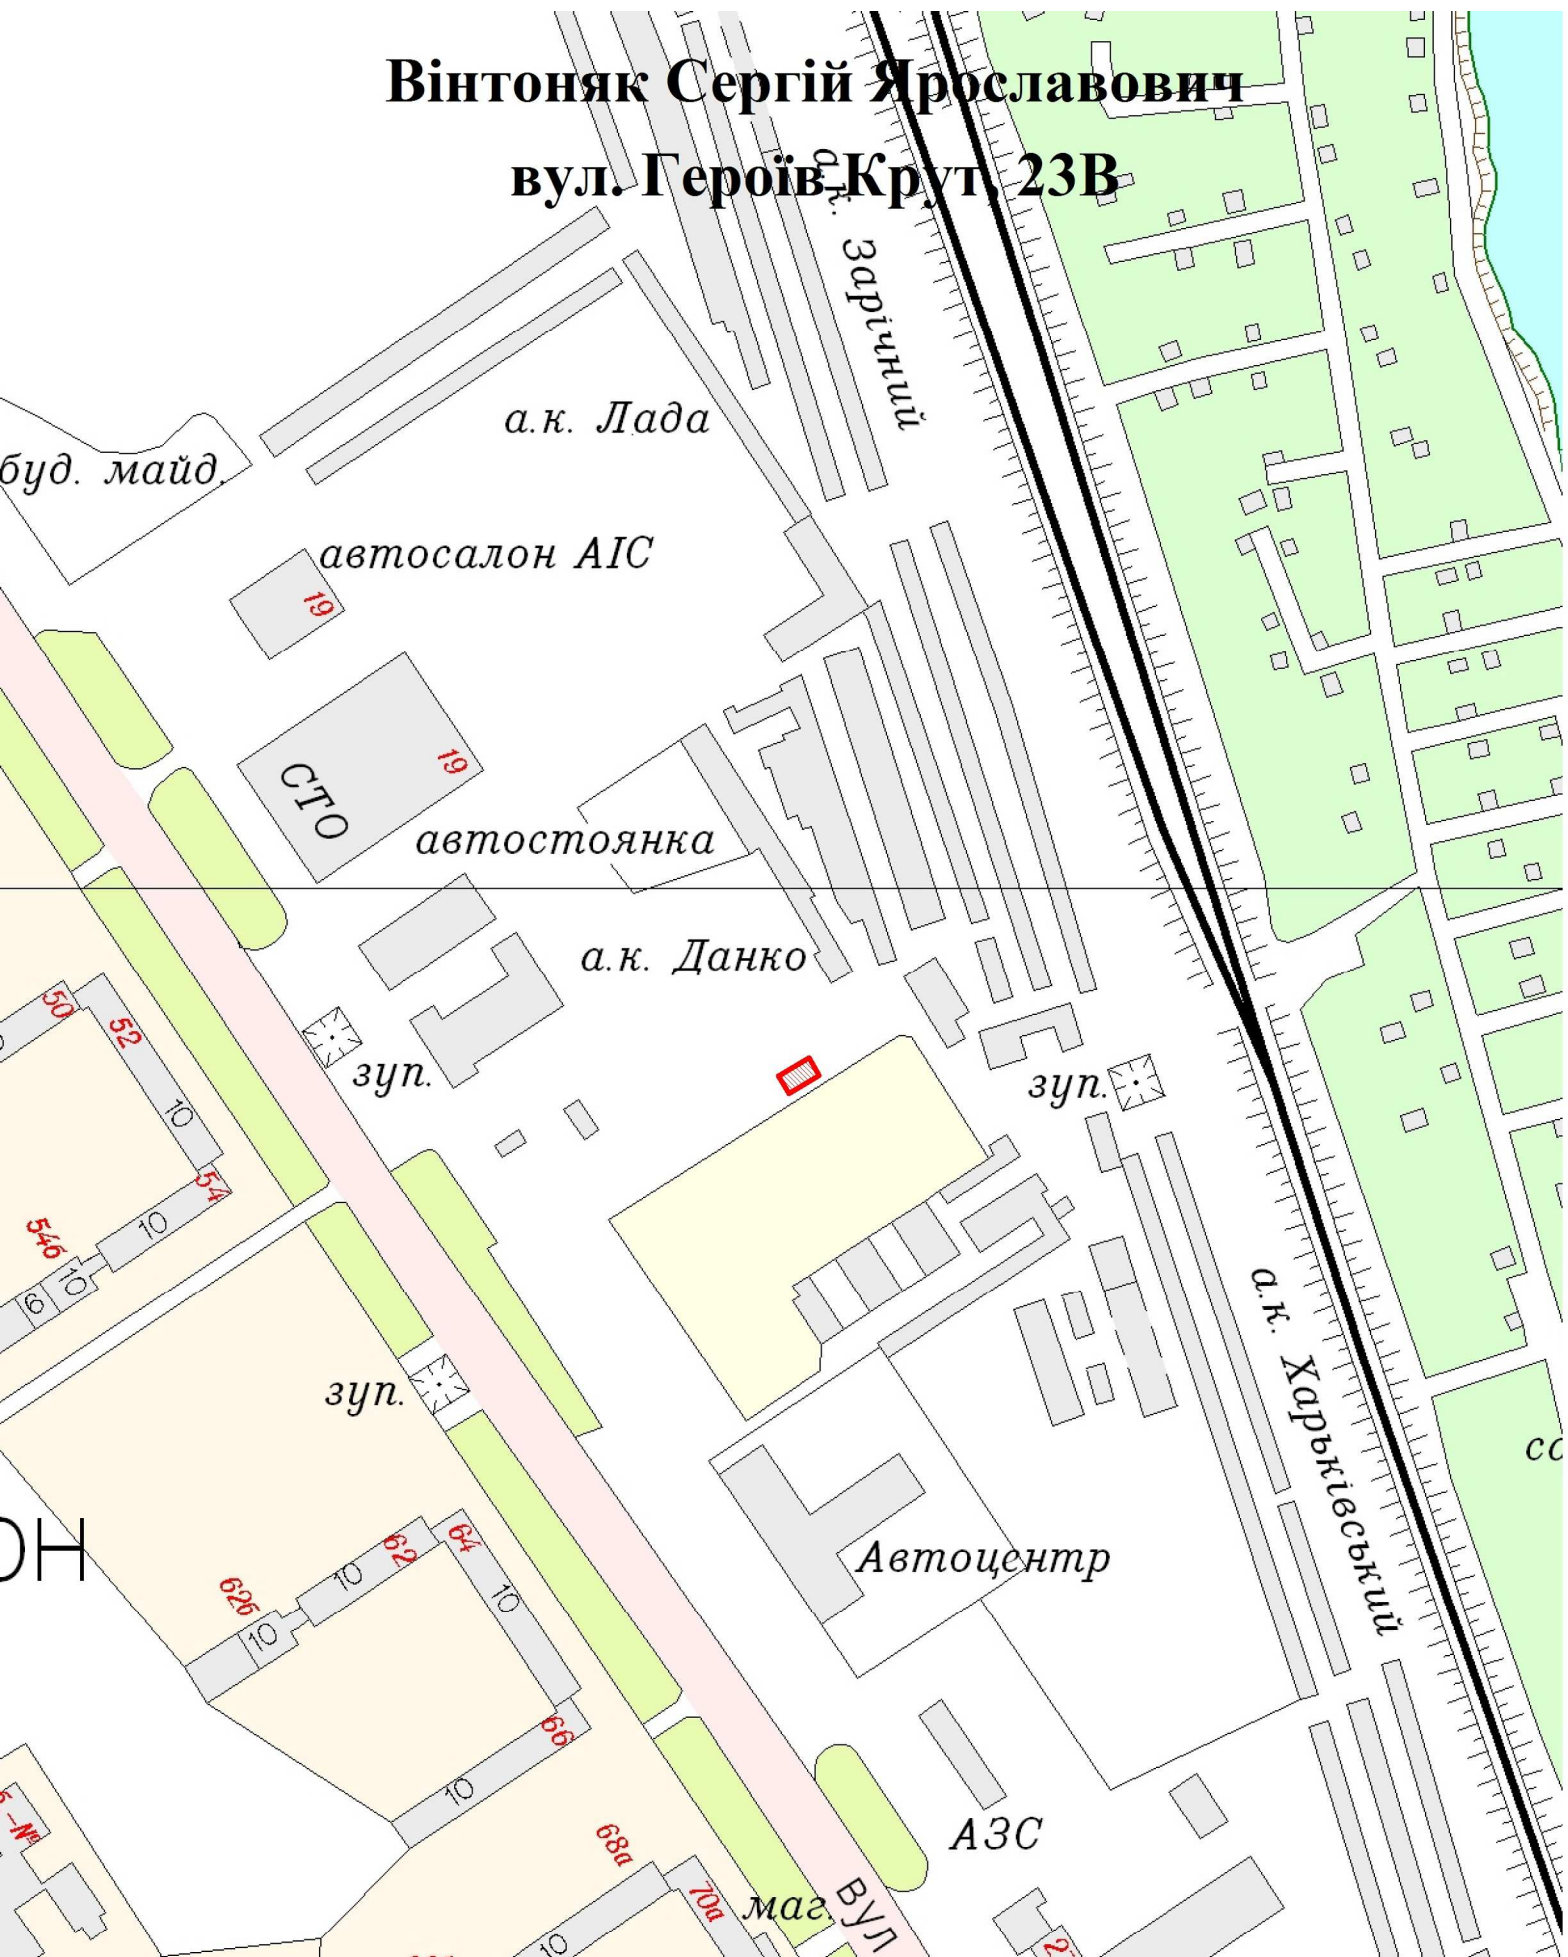 Вінтоняк Сергій Ярославович
вул. Героїв Крут, 23В
а.к. Зарічний
а.к. Лада
буд. майд.
автосалон АІС
19
19
СТО
автостоянка
а.к. Данко
50
52
зуп.
зуп.
10
54
10
54б
10
6
а.к. Харьківський
зуп.
ОН
Автоцентр
64
62
10
10
62б
10
66
10
АЗС
68а
70а
маг.
ВУЛ
10